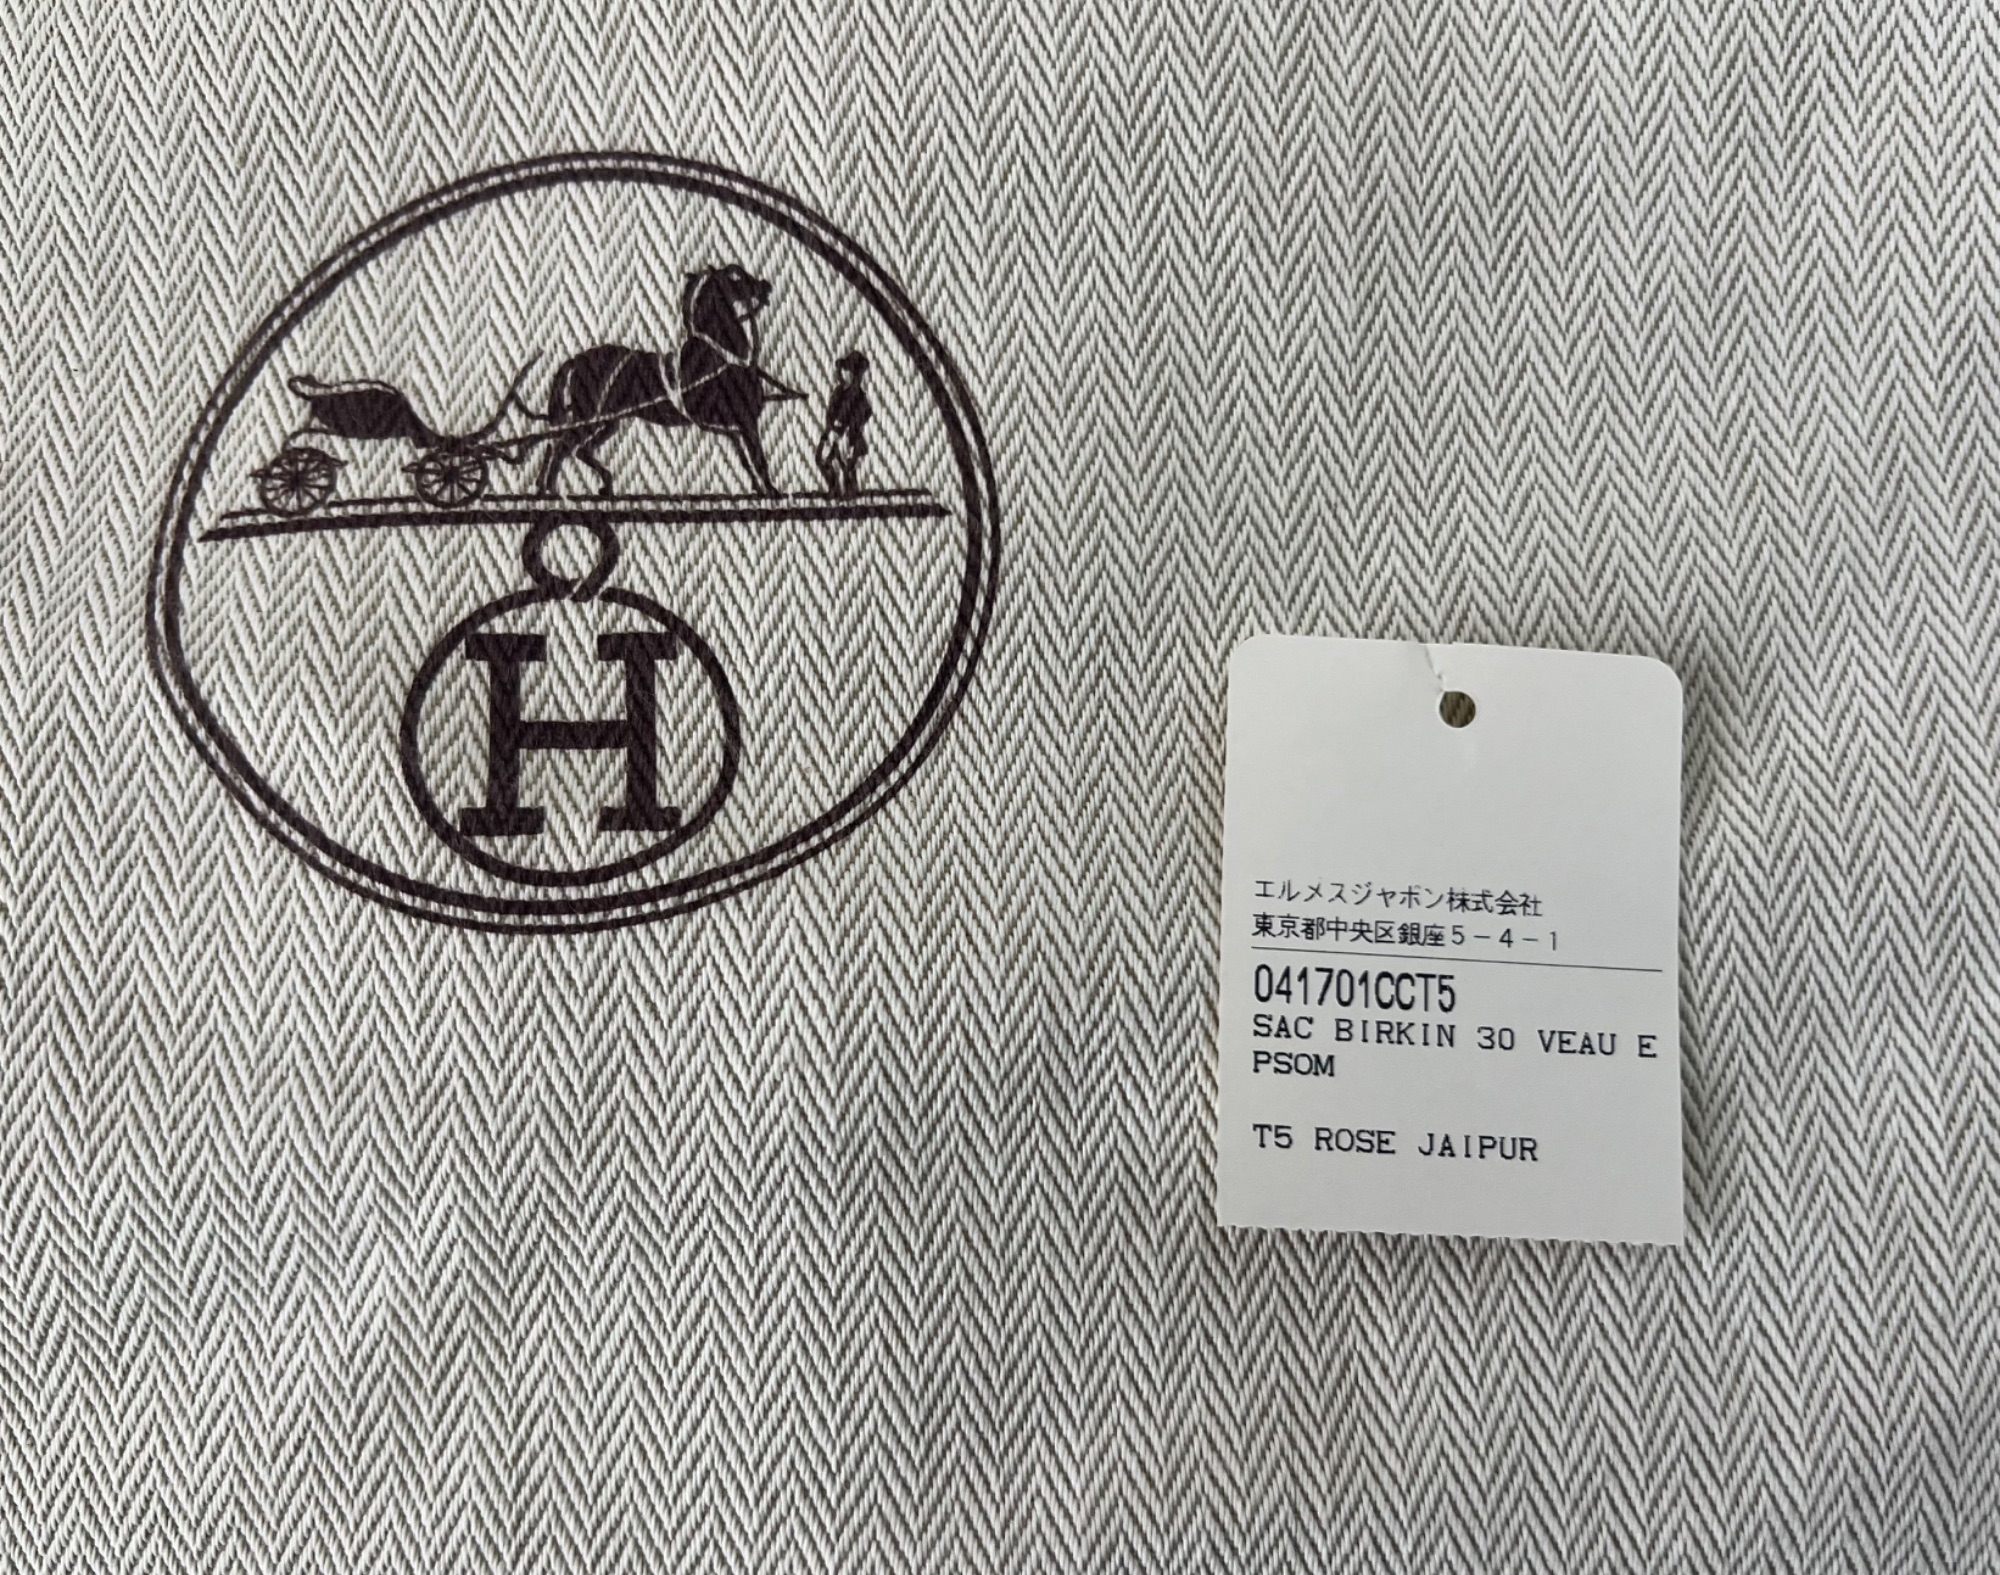 H
エルメスジャポン株式会社
東京都中央区銀座5－4－1
041701CCT5
SAC BIRKIN 30 VEAU E
PSOM
T5 ROSE JAIPUR